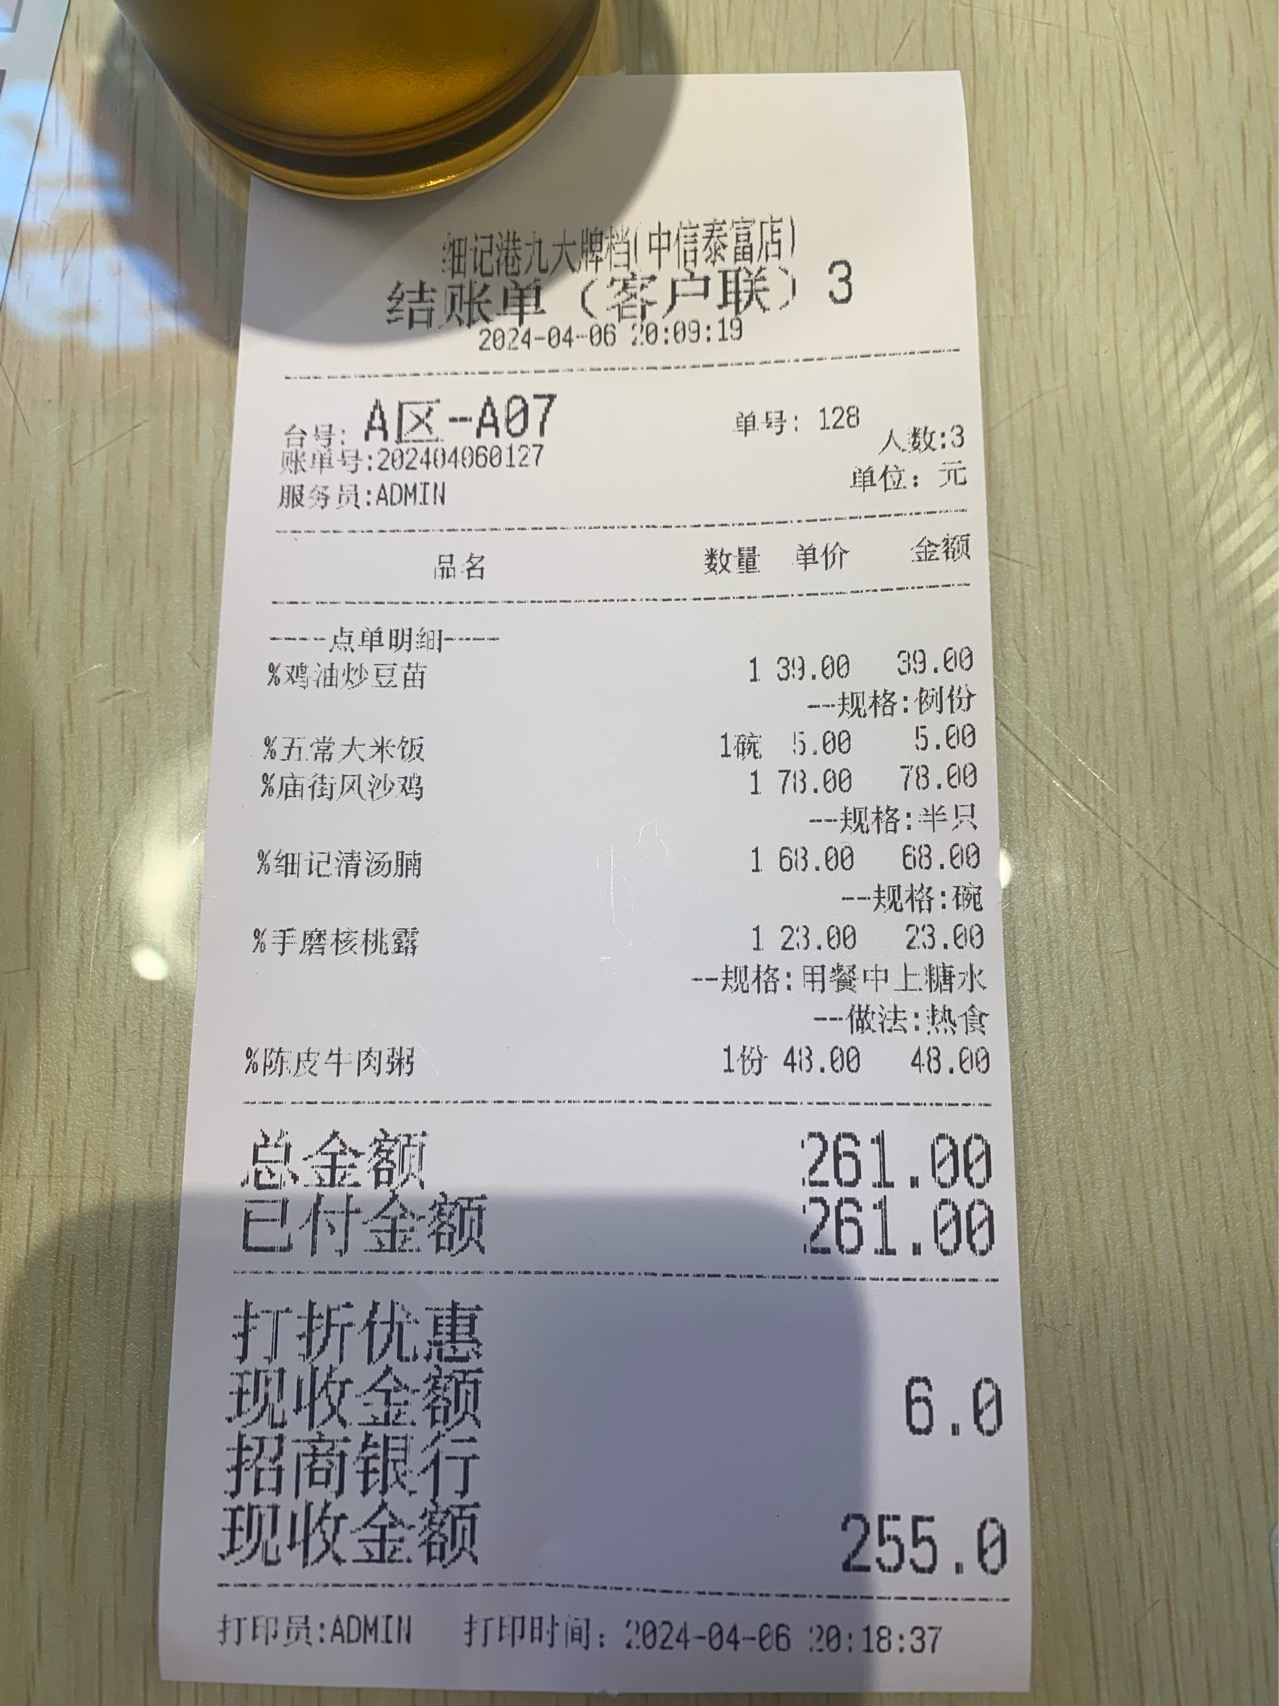 细记港九大牌档(中信泰富店)
结账单（客户联）3
2024-04-06 20:09:19
台号: A区-A07 单号: 128
人数:3
账单号:202404060127
服务员:ADMIN 单位: 元
品名 数量 单价 金额
----点单明细----
%鸡油炒豆苗 1 39.00 39.00
--规格:例份
%五常大米饭 1碗 5.00 5.00
%庙街风沙鸡 1 78.00 78.00
--规格:半只
%细记清汤腩 1 68.00 68.00
--规格:碗
%手磨核桃露 1 23.00 23.00
--规格:用餐中上糖水
--做法:热食
%陈皮牛肉粥 1份 48.00 48.00
总金额 261.00
已付金额 261.00
打折优惠
现收金额 6.0
招商银行
现收金额 255.0
打印员:ADMIN 打印时间: 2024-04-06 20:18:37